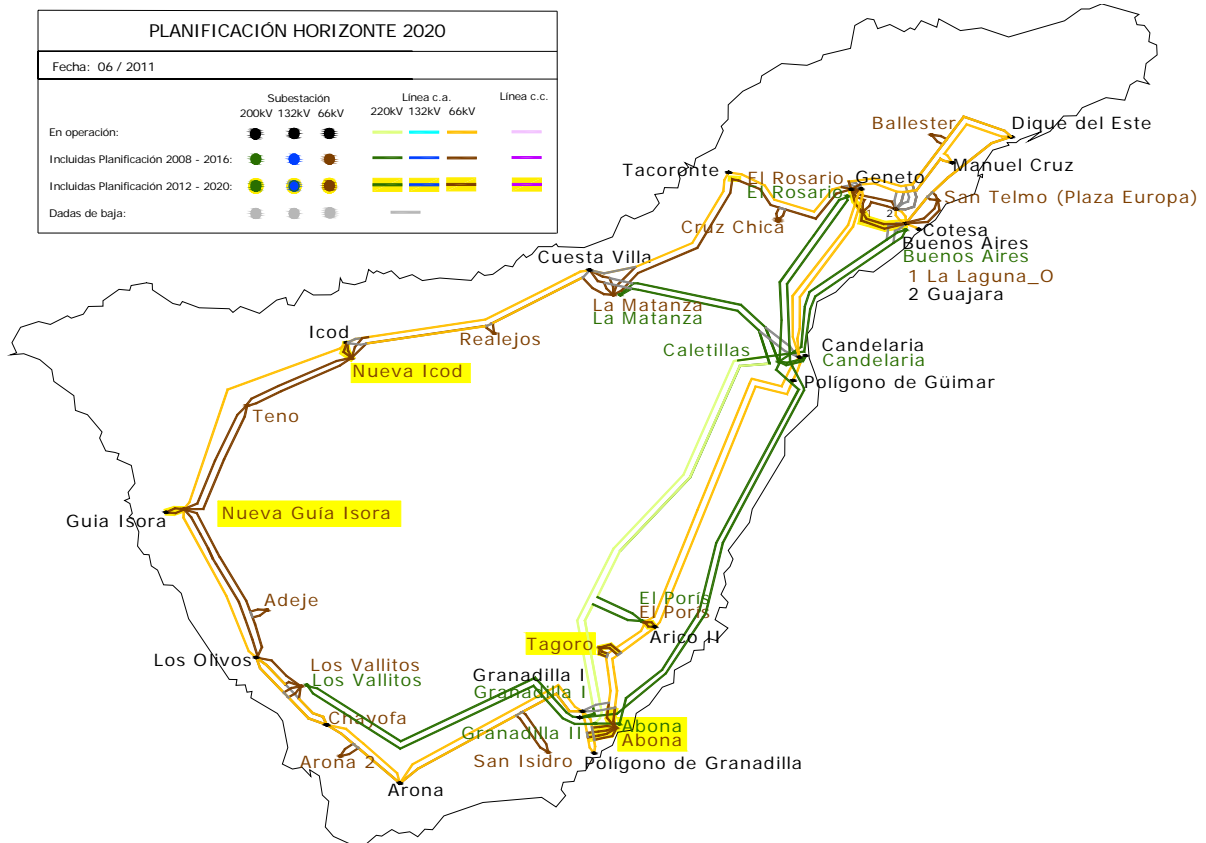 PLANIFICACIÓN HORIZONTE 2020
Fecha: 06 / 2011
Subestación Línea c.a. Línea c.c.
200kV 132kV 66kV 220kV 132kV 66kV
En operación:
Incluidas Planificación 2008 - 2016:
Incluidas Planificación 2012 - 2020:
Dadas de baja:
Ballester
Dique del Este
Manuel Cruz
Tacoronte
El Rosario
El Rosario
Geneto
San Telmo (Plaza Europa)
1
2
Cruz Chica
Cotesa
Buenos Aires
Buenos Aires
1 La Laguna_O
2 Guajara
Cuesta Villa
La Matanza
La Matanza
Icod
Realejos
Nueva Icod
Caletillas
Candelaria
Candelaria
Polígono de Güimar
Teno
Guia Isora
Nueva Guía Isora
Adeje
El Porís
El Porís
Arico II
Tagoro
Los Olivos
Los Vallitos
Los Vallitos
Granadilla I
Granadilla I
Chayofa
Granadilla II
Abona
Abona
Arona 2
San Isidro
Polígono de Granadilla
Arona